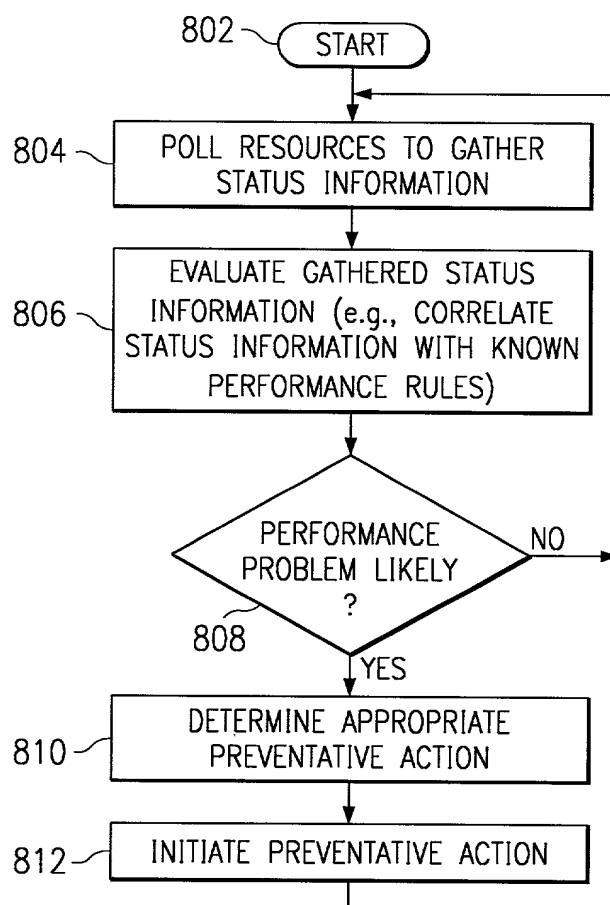 802
START
804
POLL RESOURCES TO GATHER
STATUS INFORMATION
806
EVALUATE GATHERED STATUS
INFORMATION (e.g., CORRELATE
STATUS INFORMATION WITH KNOWN
PERFORMANCE RULES)
PERFORMANCE
PROBLEM LIKELY
?
NO
808
YES
810
DETERMINE APPROPRIATE
PREVENTATIVE ACTION
812
INITIATE PREVENTATIVE ACTION